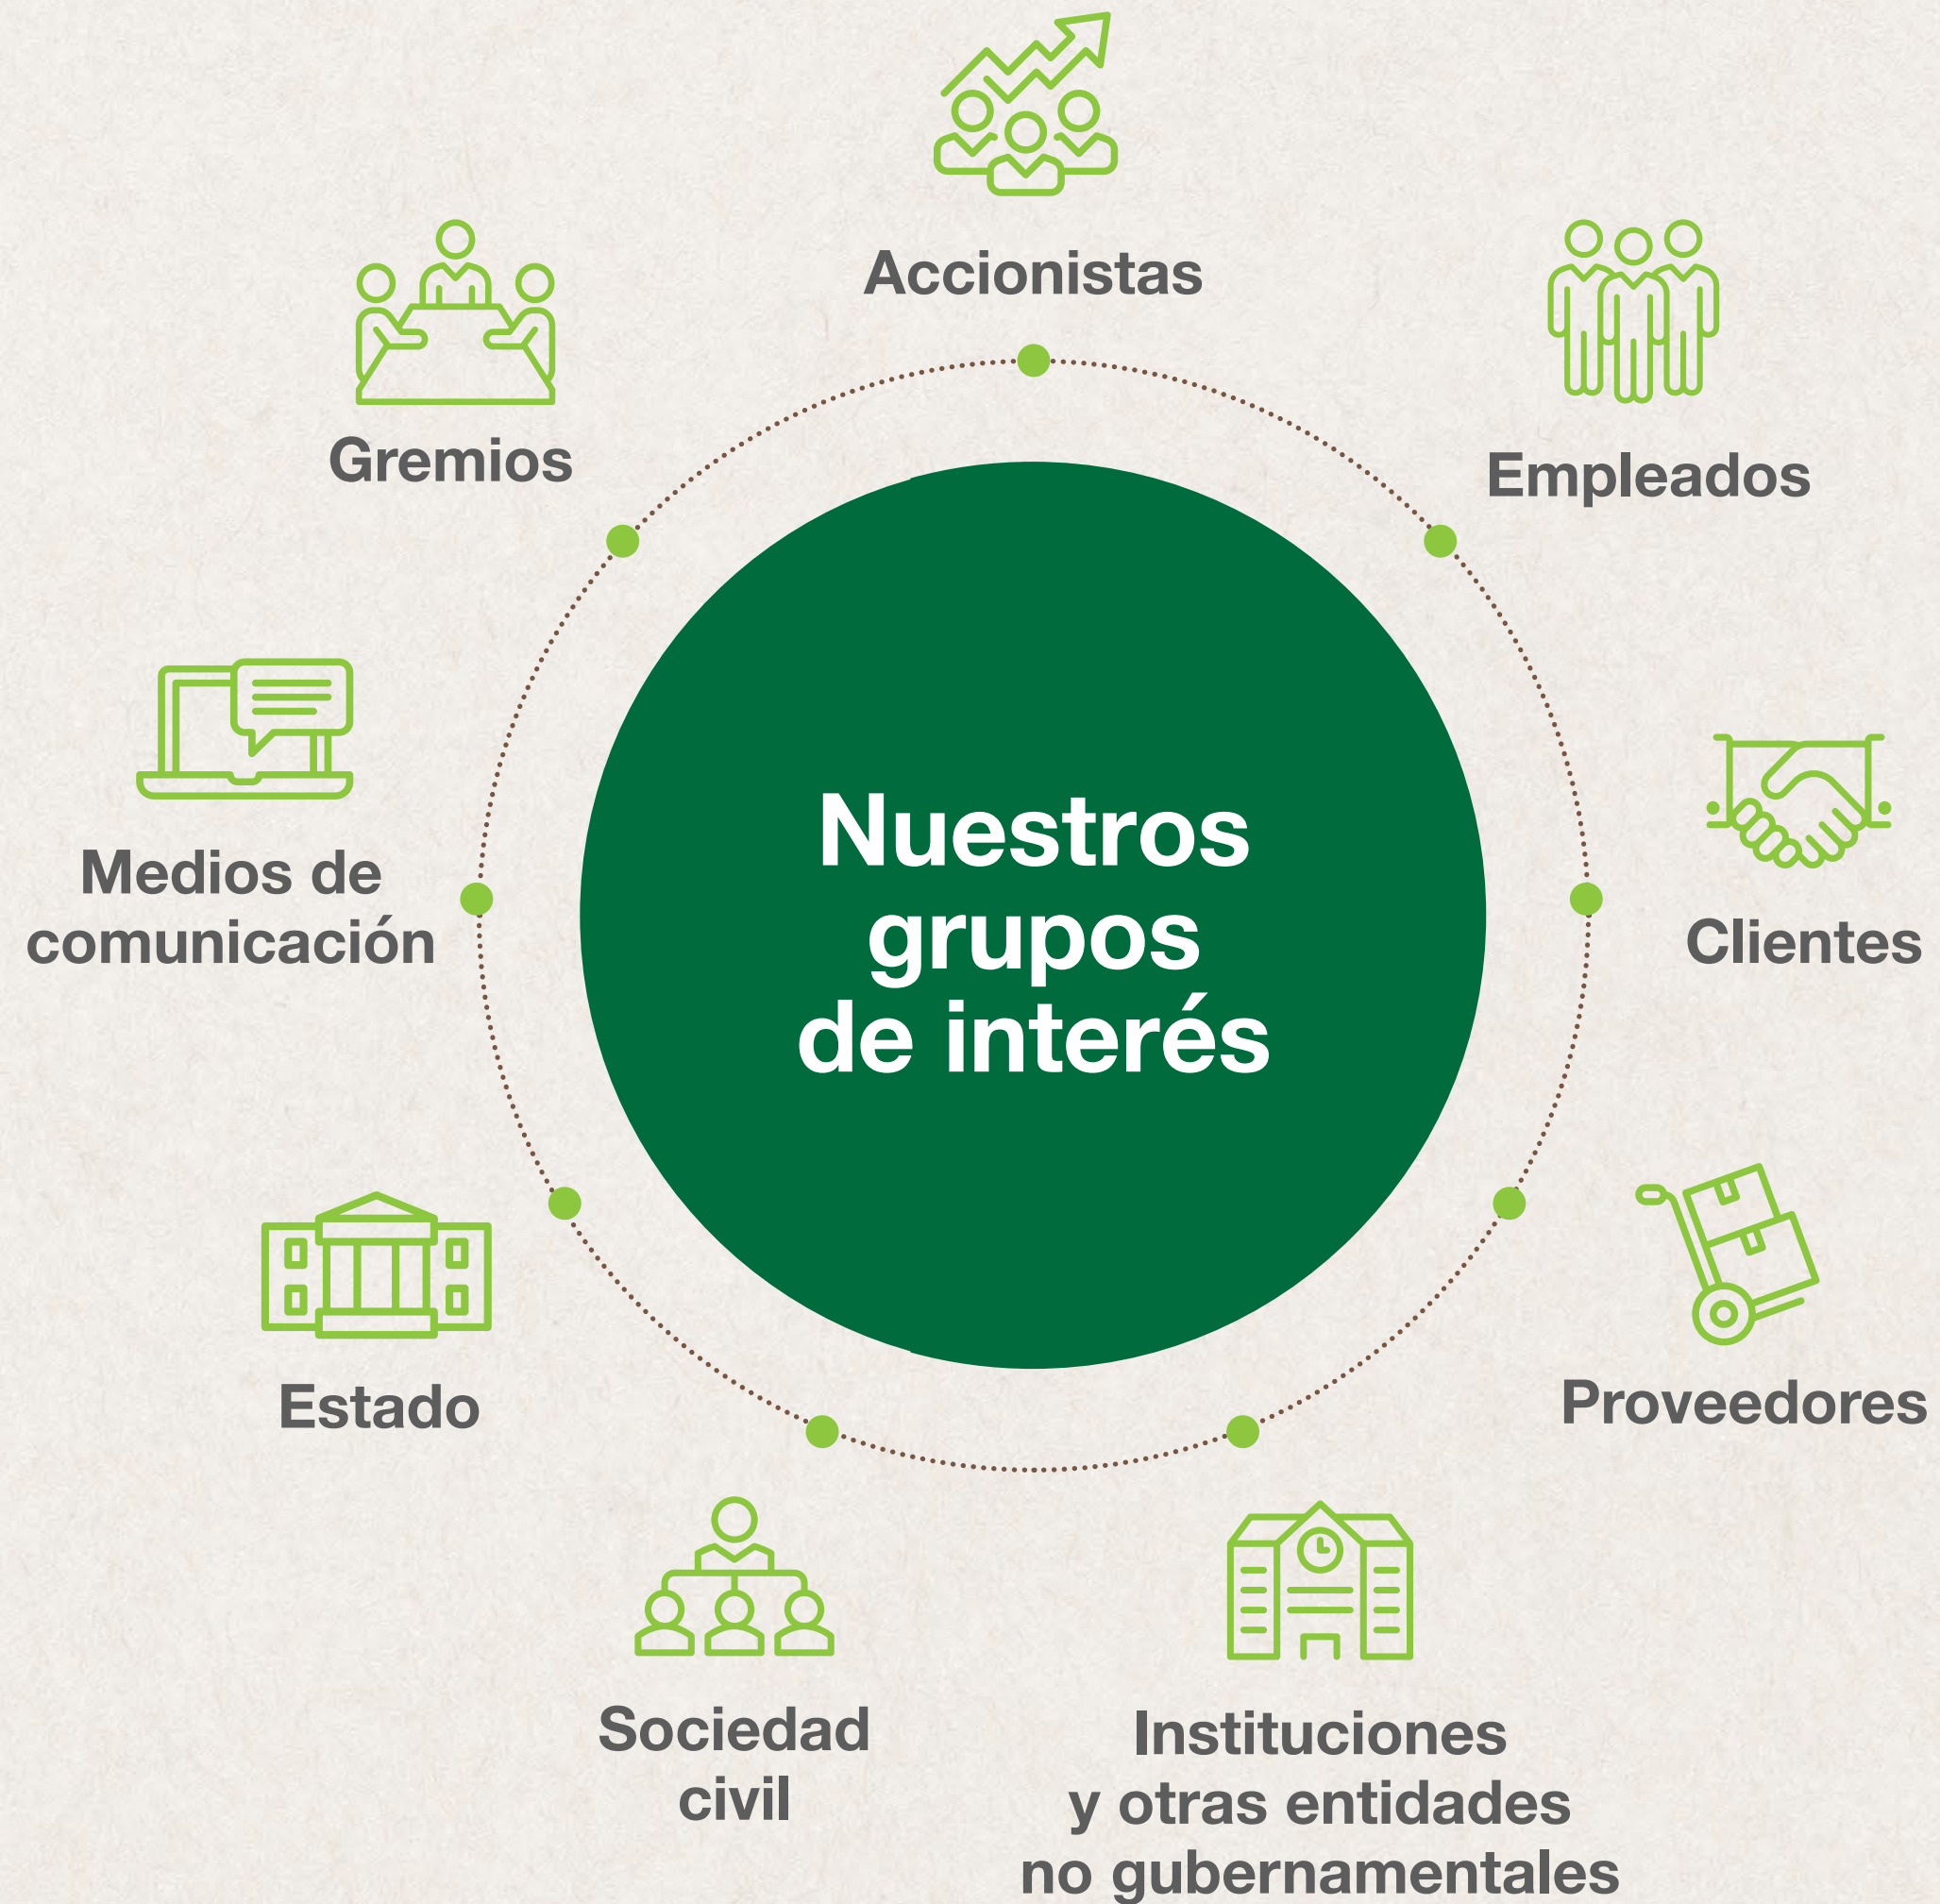 Accionistas
Empleados
Clientes
Proveedores
Instituciones
y otras entidades
no gubernamentales
Sociedad
civil
Estado
Medios de
comunicación
Gremios
Nuestros
grupos
de interés